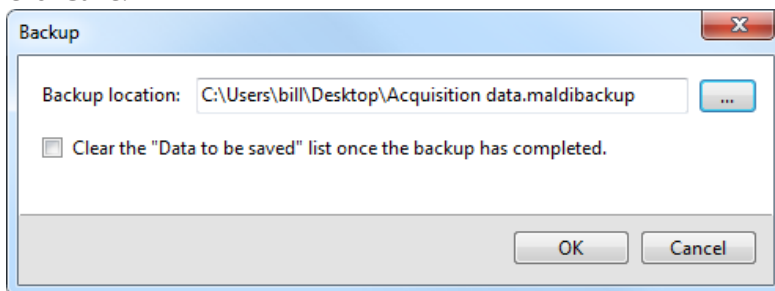 Backup
Backup location: C:\Users\bill\Desktop\Acquisition data.maldibackup ...
Clear the "Data to be saved" list once the backup has completed.
OK Cancel